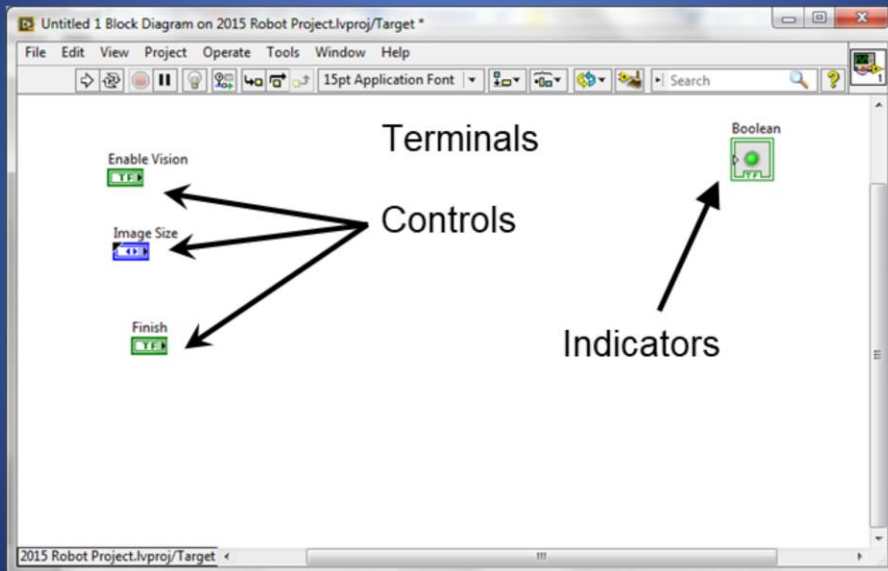 Untitled 1 Block Diagram on 2015 Robot Project.lvproj/Target *
File Edit View Project Operate Tools Window Help
15pt Application Font Search ? 1
Terminals
Boolean
TF
Enable Vision
TF
Controls
Image Size
Finish
TF
Indicators
2015 Robot Project.lvproj/Target